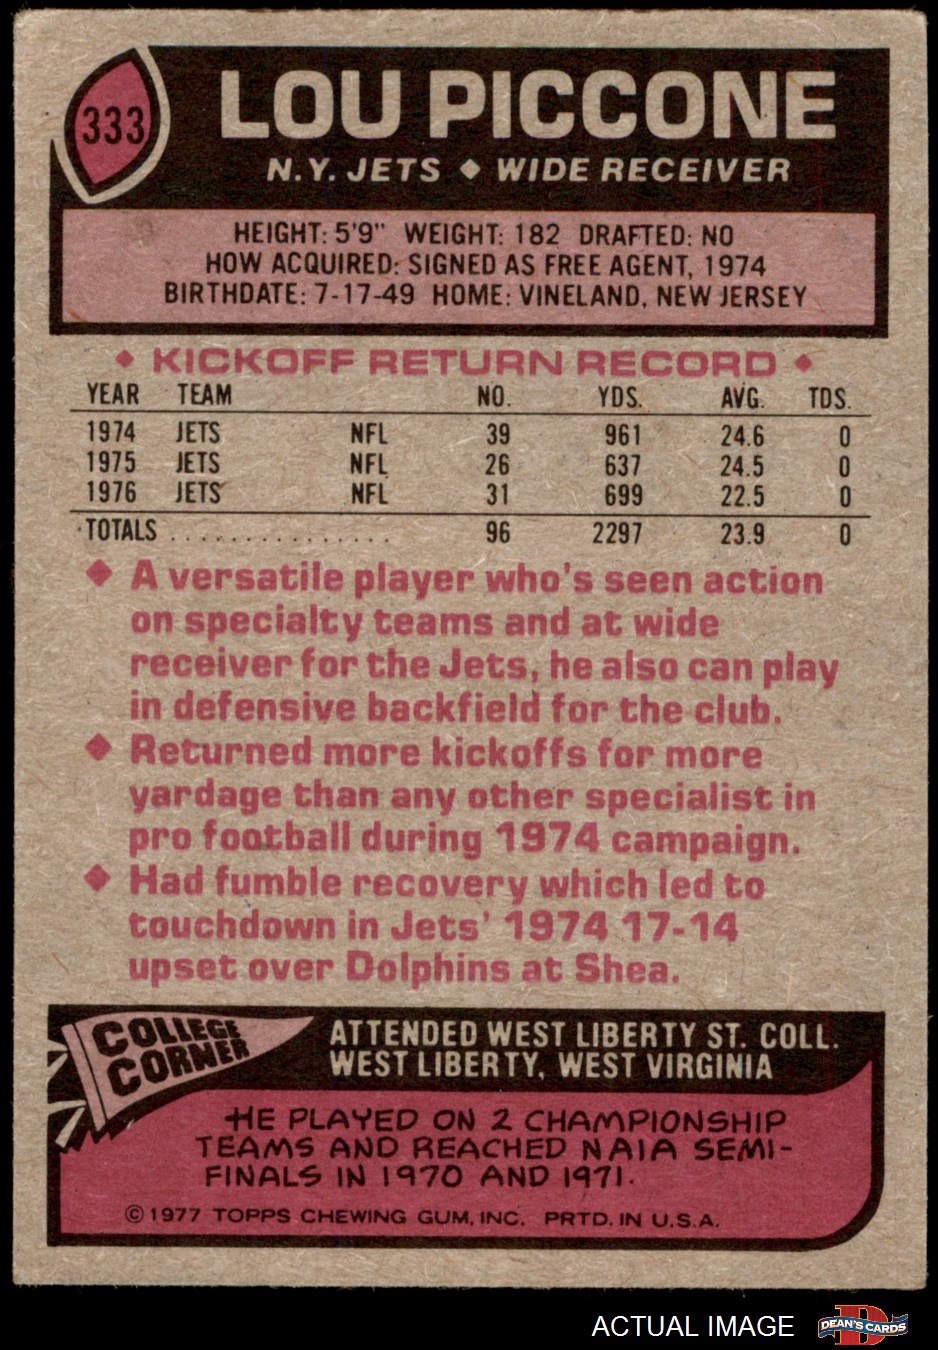 333
LOU PICCONE
N.Y. JETS ◆ WIDE RECEIVER
HEIGHT: 5'9" WEIGHT: 182 DRAFTED: NO
HOW ACQUIRED: SIGNED AS FREE AGENT, 1974
BIRTHDATE: 7-17-49 HOME: VINELAND, NEW JERSEY
◆ KICKOFF RETURN RECORD ◆
YEAR TEAM NO. YDS. AVG. TDS.
1974 JETS NFL 39 961 24.6 0
1975 JETS NFL 26 637 24.5 0
1976 JETS NFL 31 699 22.5 0
TOTALS . . . . . . . . . . . . . . . 96 2297 23.9 0
◆ A versatile player who's seen action
on specialty teams and at wide
receiver for the Jets, he also can play
in defensive backfield for the club.
◆ Returned more kickoffs for more
yardage than any other specialist in
pro football during 1974 campaign.
◆ Had fumble recovery which led to
touchdown in Jets' 1974 17-14
upset over Dolphins at Shea.
COLLEGE
CORNER
ATTENDED WEST LIBERTY ST. COLL.
WEST LIBERTY, WEST VIRGINIA
HE PLAYED ON 2 CHAMPIONSHIP
TEAMS AND REACHED NAIA SEMI-
FINALS IN 1970 AND 1971.
©1977 TOPPS CHEWING GUM, INC. PRTD. IN U.S.A.
ACTUAL IMAGE
D
DEAN'S CARDS